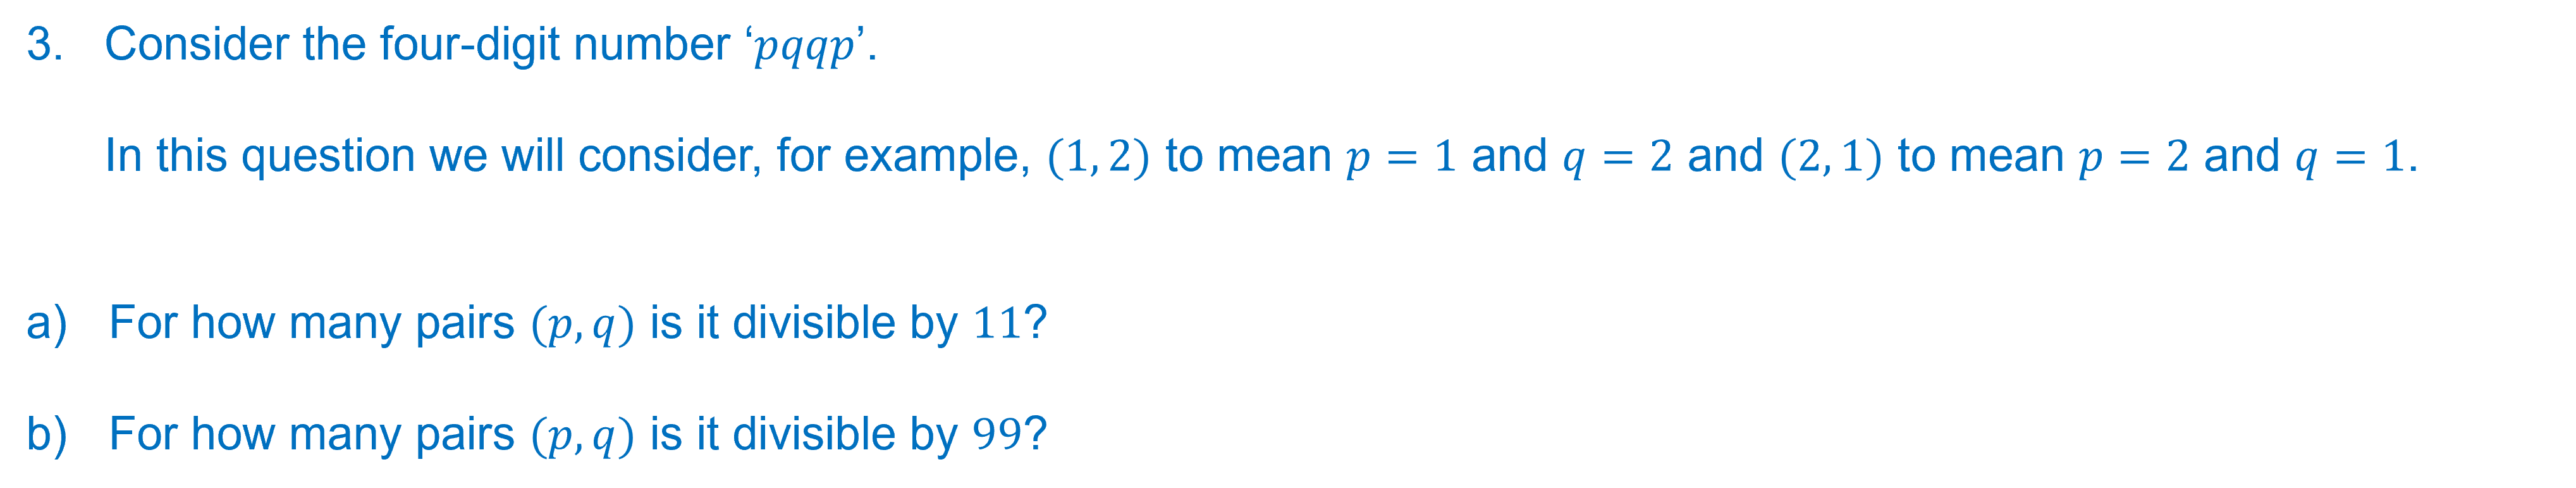 3. Consider the four-digit number ‘pqqp’.
In this question we will consider, for example, (1, 2) to mean p = 1 and q = 2 and (2, 1) to mean p = 2 and q = 1.
a) For how many pairs (p, q) is it divisible by 11?
b) For how many pairs (p, q) is it divisible by 99?